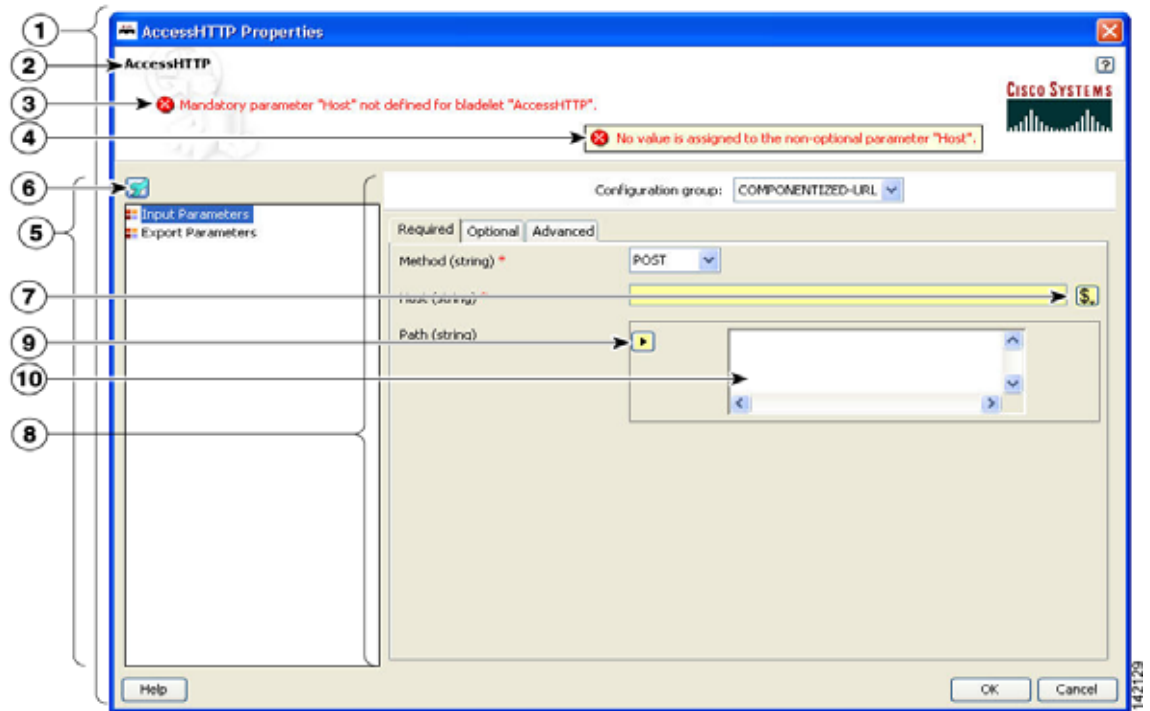 1
AccessHTTP Properties
2
AccessHTTP
?
CISCO SYSTEMS
3
Mandatory parameter "Host" not defined for bladelet "AccessHTTP".
4
No value is assigned to the non-optional parameter "Host".
6
Configuration group: COMPONENTIZED-URL
5
Input Parameters
Export Parameters
Required Optional Advanced
Method (string) * POST
7
Host (string) *
$
9
Path (string)
10
8
Help
OK
Cancel
142129